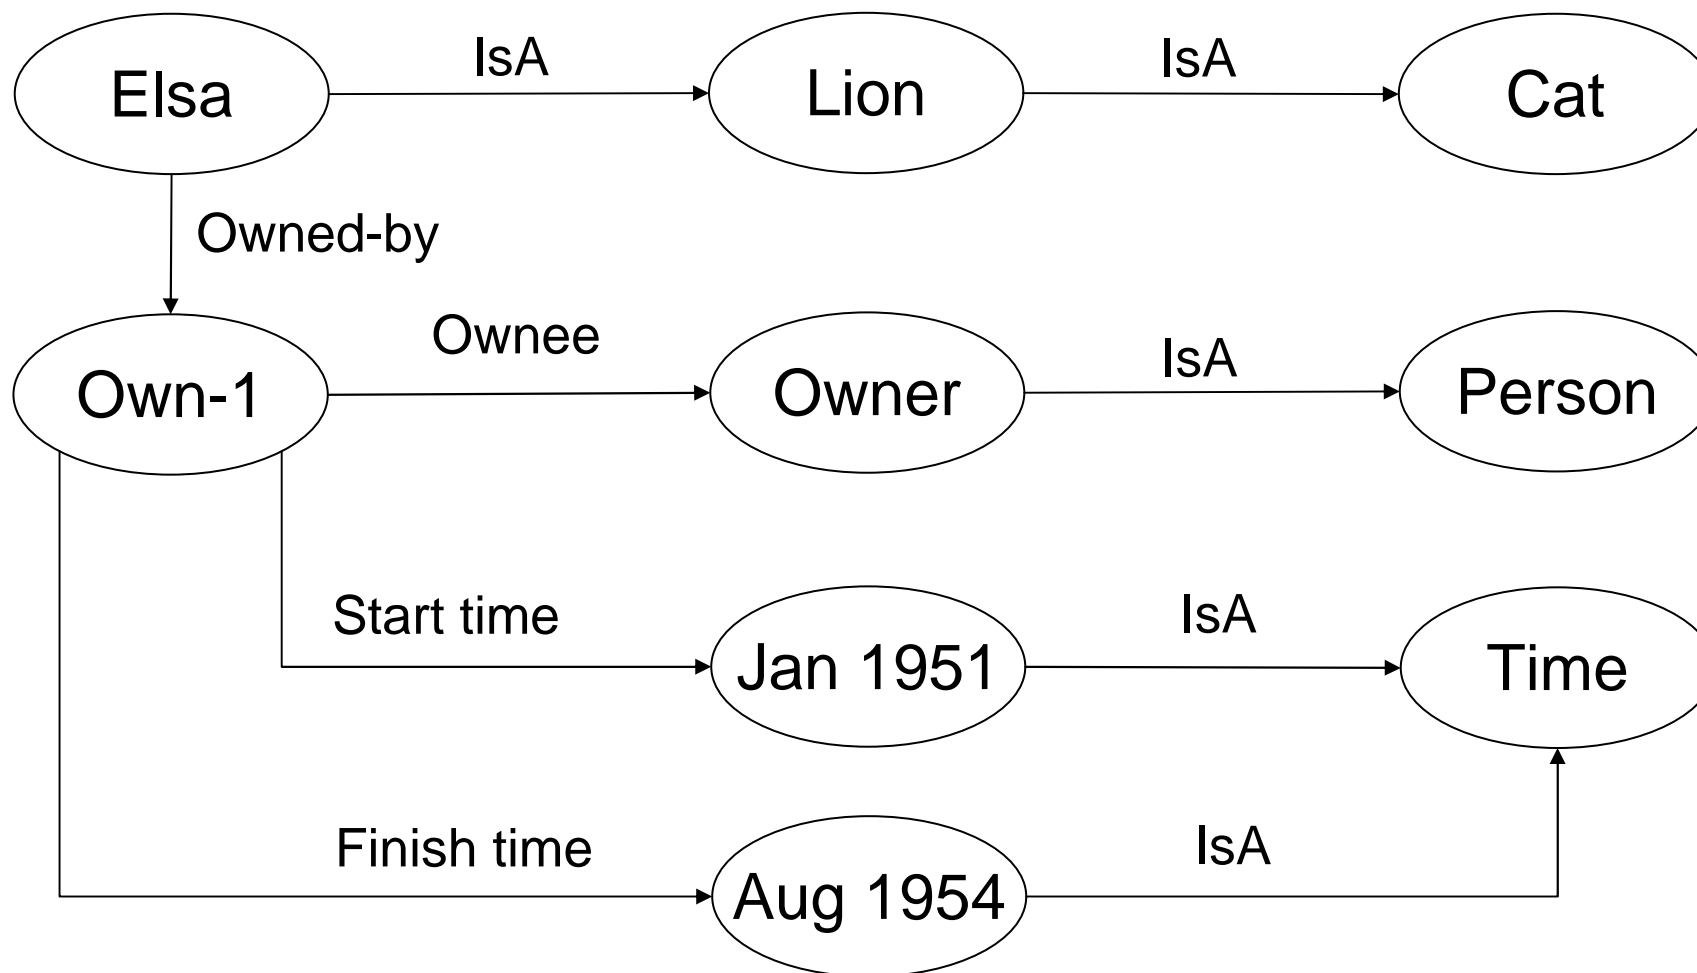 Elsa
IsA
Lion
IsA
Cat
Owned-by
Own-1
Ownee
Owner
IsA
Person
Start time
Jan 1951
IsA
Time
Finish time
Aug 1954
IsA